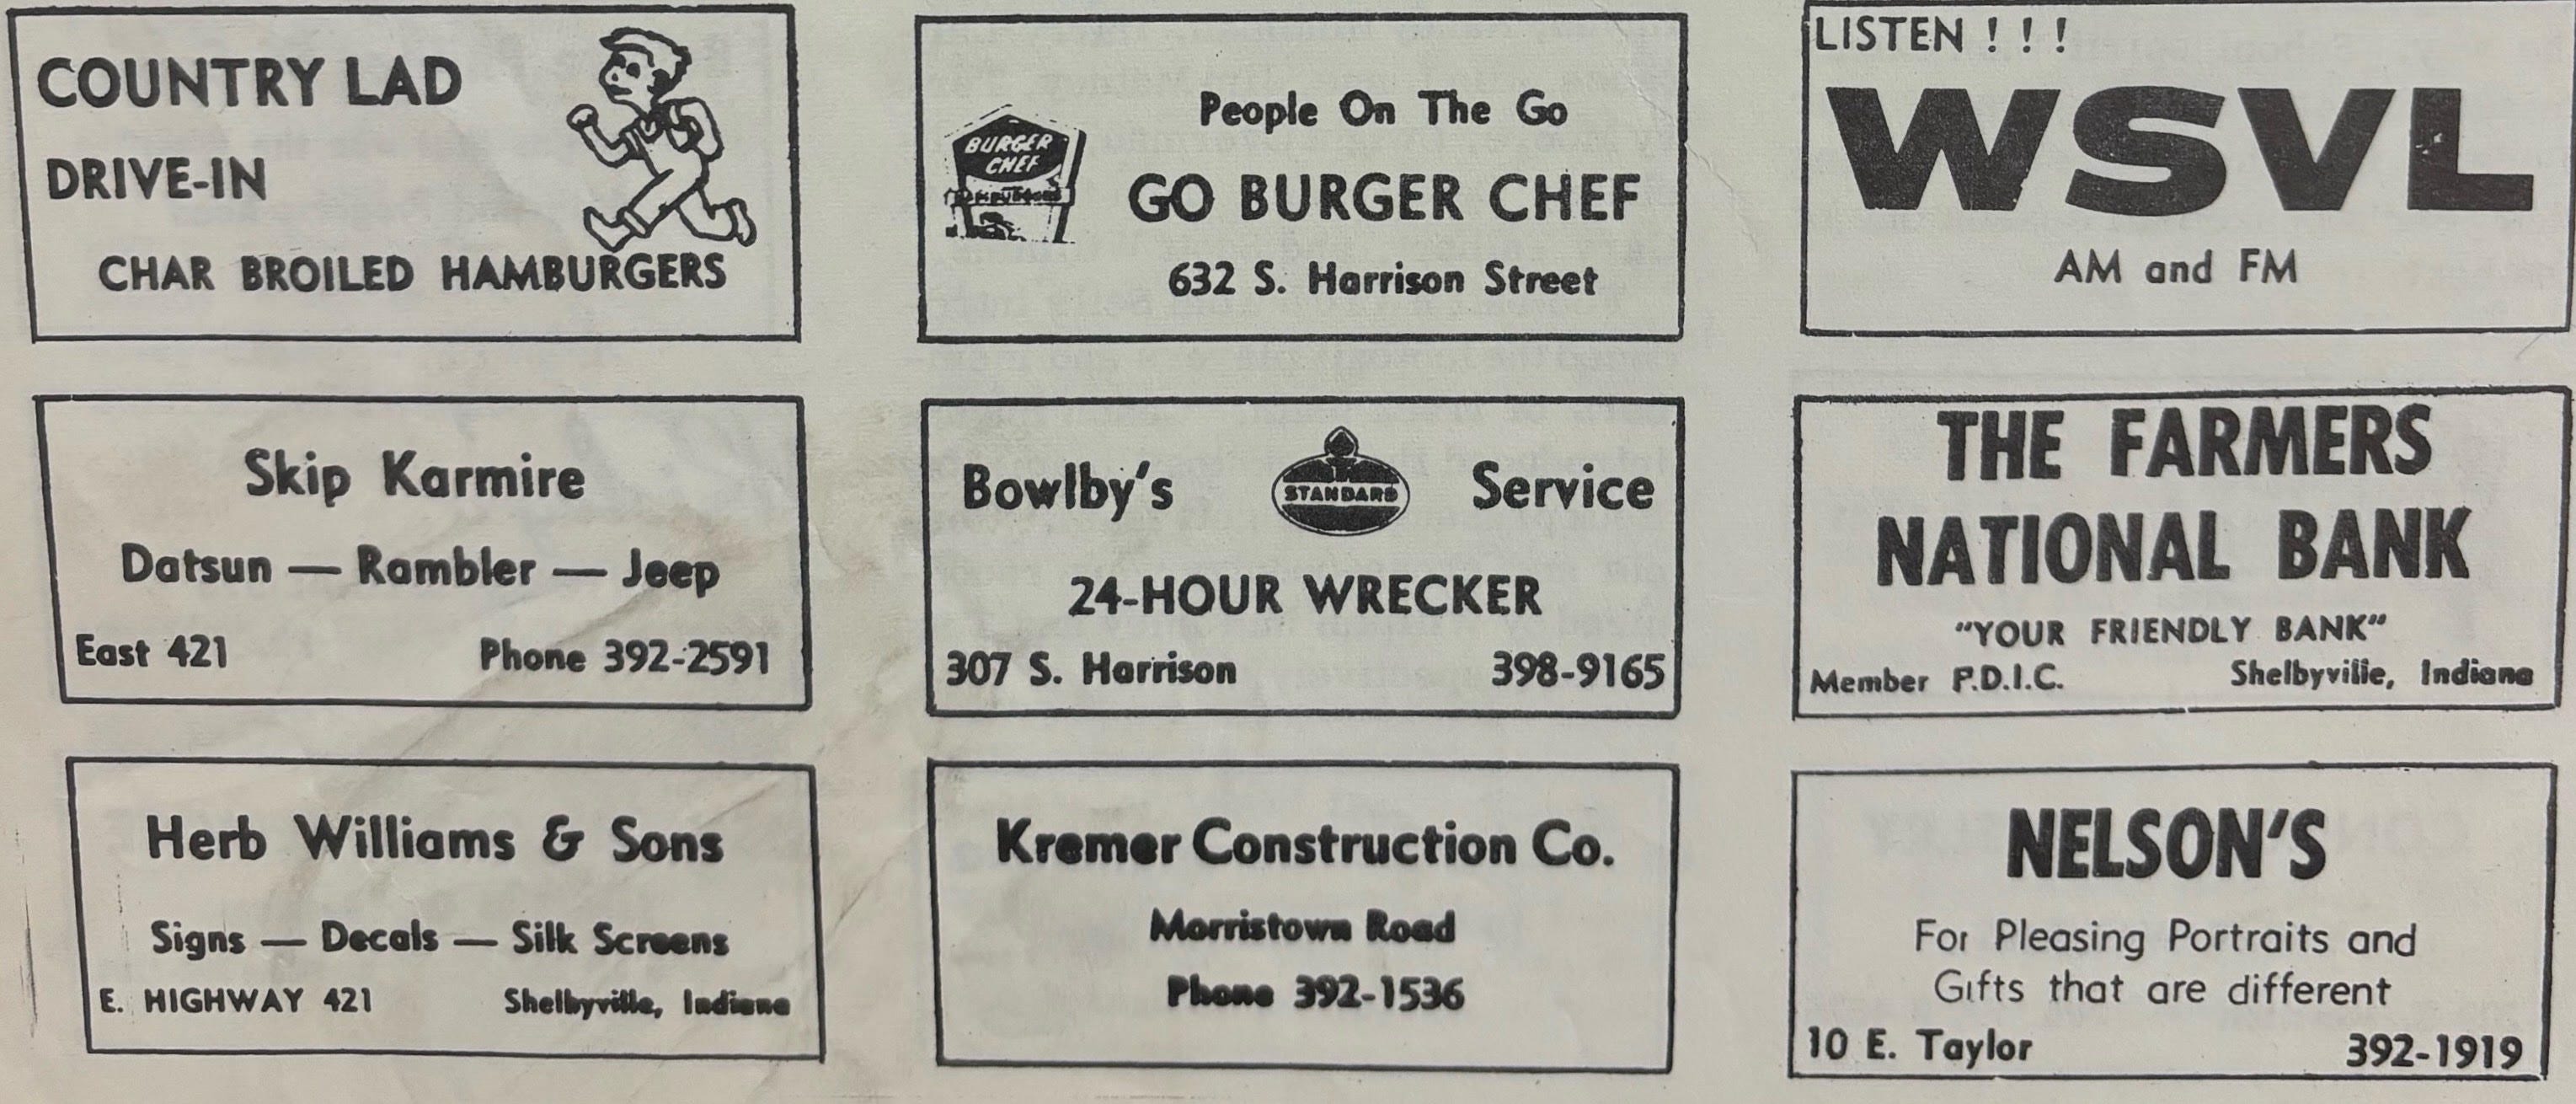 COUNTRY LAD
DRIVE-IN
CHAR BROILED HAMBURGERS
BURGER
CHEF
People On The Go
GO BURGER CHEF
632 S. Harrison Street
LISTEN ! ! !
WSVL
AM and FM
Skip Karmire
Datsun — Rambler — Jeep
East 421 Phone 392-2591
Bowlby's STANDARD Service
24-HOUR WRECKER
307 S. Harrison 398-9165
THE FARMERS
NATIONAL BANK
"YOUR FRIENDLY BANK"
Member F.D.I.C. Shelbyville, Indiana
Herb Williams & Sons
Signs — Decals — Silk Screens
E. HIGHWAY 421 Shelbyville, Indiana
Kremer Construction Co.
Morristown Road
Phone 392-1536
NELSON'S
For Pleasing Portraits and
Gifts that are different
10 E. Taylor 392-1919